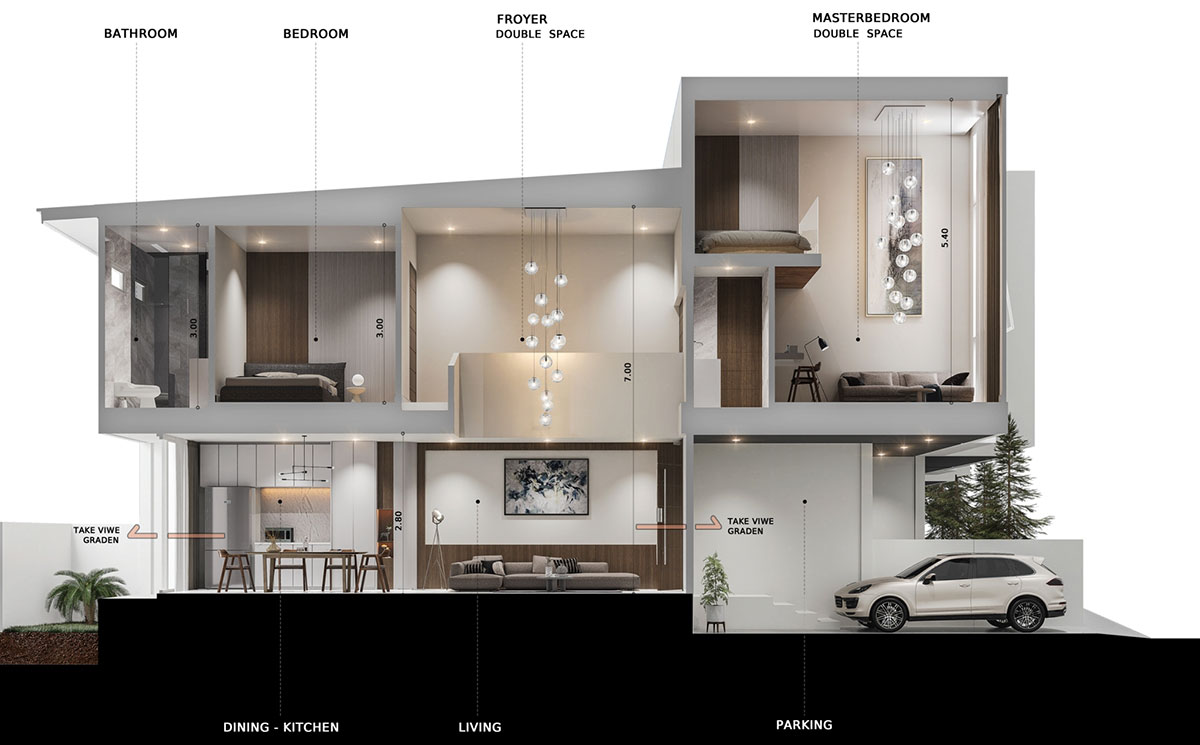 BATHROOM
BEDROOM
FROYER
DOUBLE SPACE
MASTERBEDROOM
DOUBLE SPACE
3.00
3.00
7.00
5.40
2.80
TAKE VIWE
GRADEN
TAKE VIWE
GRADEN
DINING - KITCHEN
LIVING
PARKING